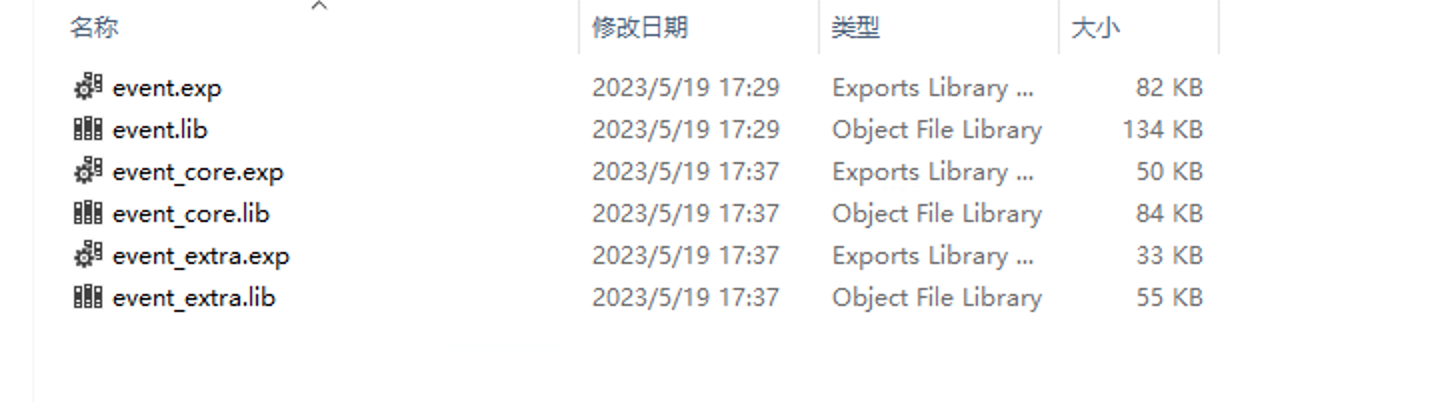 名称 修改日期 类型 大小
event.exp 2023/5/19 17:29 Exports Library ... 82 KB
event.lib 2023/5/19 17:29 Object File Library 134 KB
event_core.exp 2023/5/19 17:37 Exports Library ... 50 KB
event_core.lib 2023/5/19 17:37 Object File Library 84 KB
event_extra.exp 2023/5/19 17:37 Exports Library ... 33 KB
event_extra.lib 2023/5/19 17:37 Object File Library 55 KB